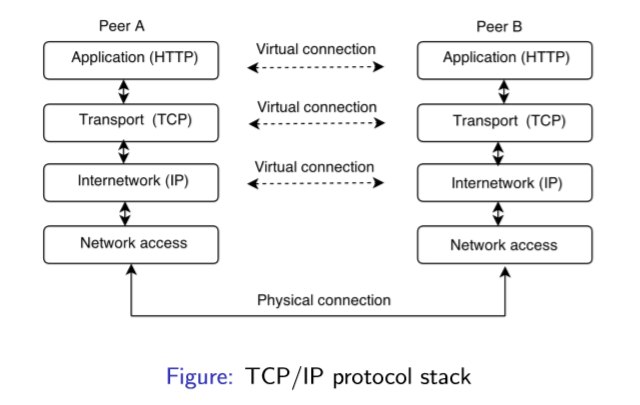 Peer A
Peer B
Application (HTTP)
Virtual connection
Application (HTTP)
Transport (TCP)
Virtual connection
Transport (TCP)
Internetwork (IP)
Virtual connection
Internetwork (IP)
Network access
Network access
Physical connection
Figure: TCP/IP protocol stack